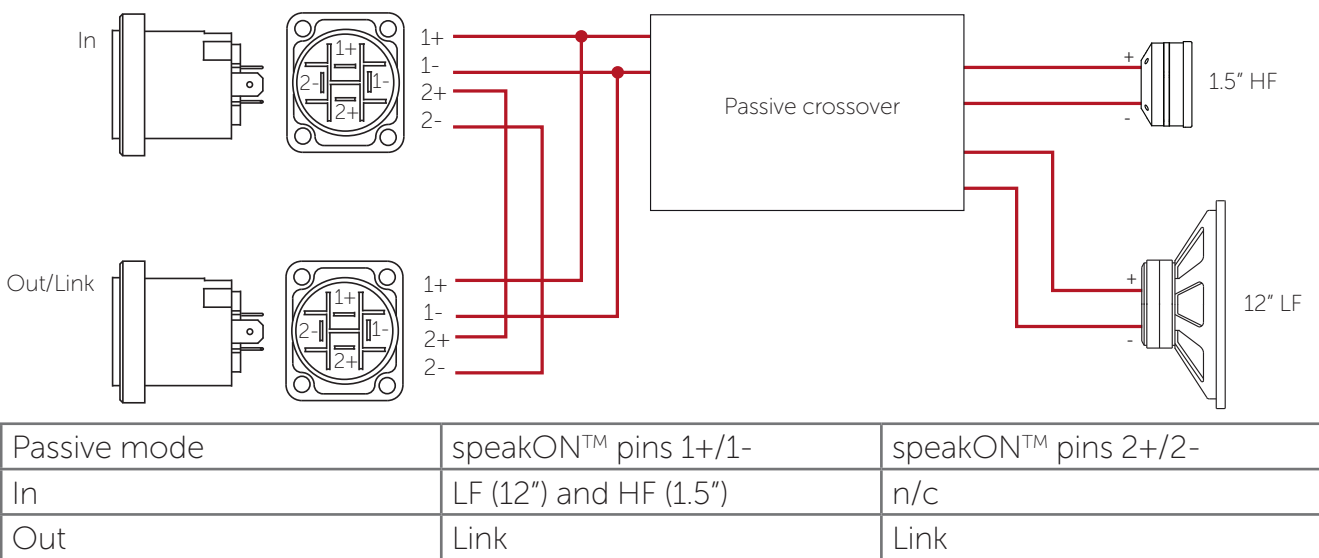 In
1+
2-
1-
2+
1+
1-
2+
2-
Passive crossover
+
-
1.5” HF
Out/Link
1+
2-
1-
2+
1+
1-
2+
2-
+
-
12” LF
Passive mode speakON™ pins 1+/1- speakON™ pins 2+/2-
In LF (12”) and HF (1.5”) n/c
Out Link Link